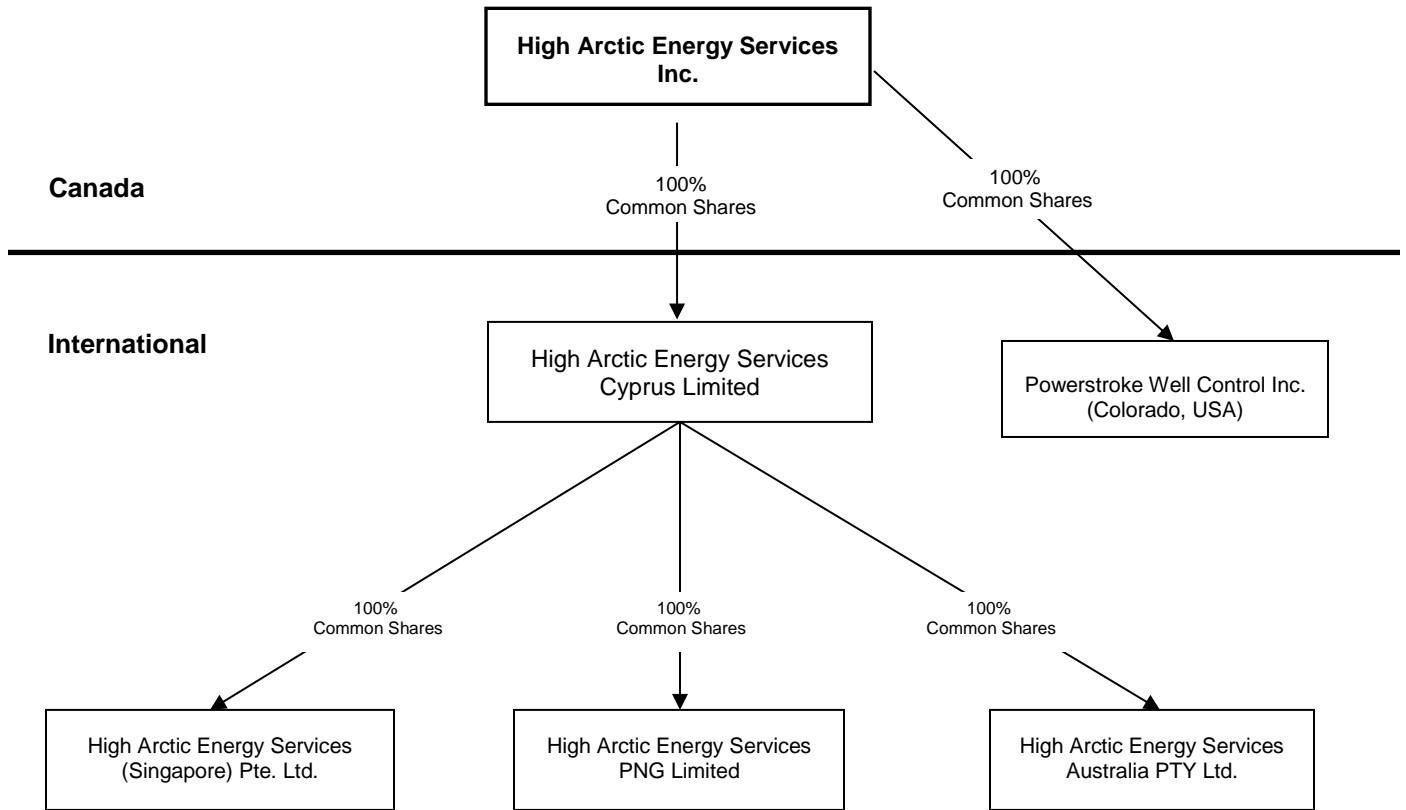 High Arctic Energy Services
Inc.
Canada
100%
Common Shares
100%
Common Shares
International
High Arctic Energy Services
Cyprus Limited
Powerstroke Well Control Inc.
(Colorado, USA)
100%
Common Shares
100%
Common Shares
100%
Common Shares
High Arctic Energy Services
(Singapore) Pte. Ltd.
High Arctic Energy Services
PNG Limited
High Arctic Energy Services
Australia PTY Ltd.